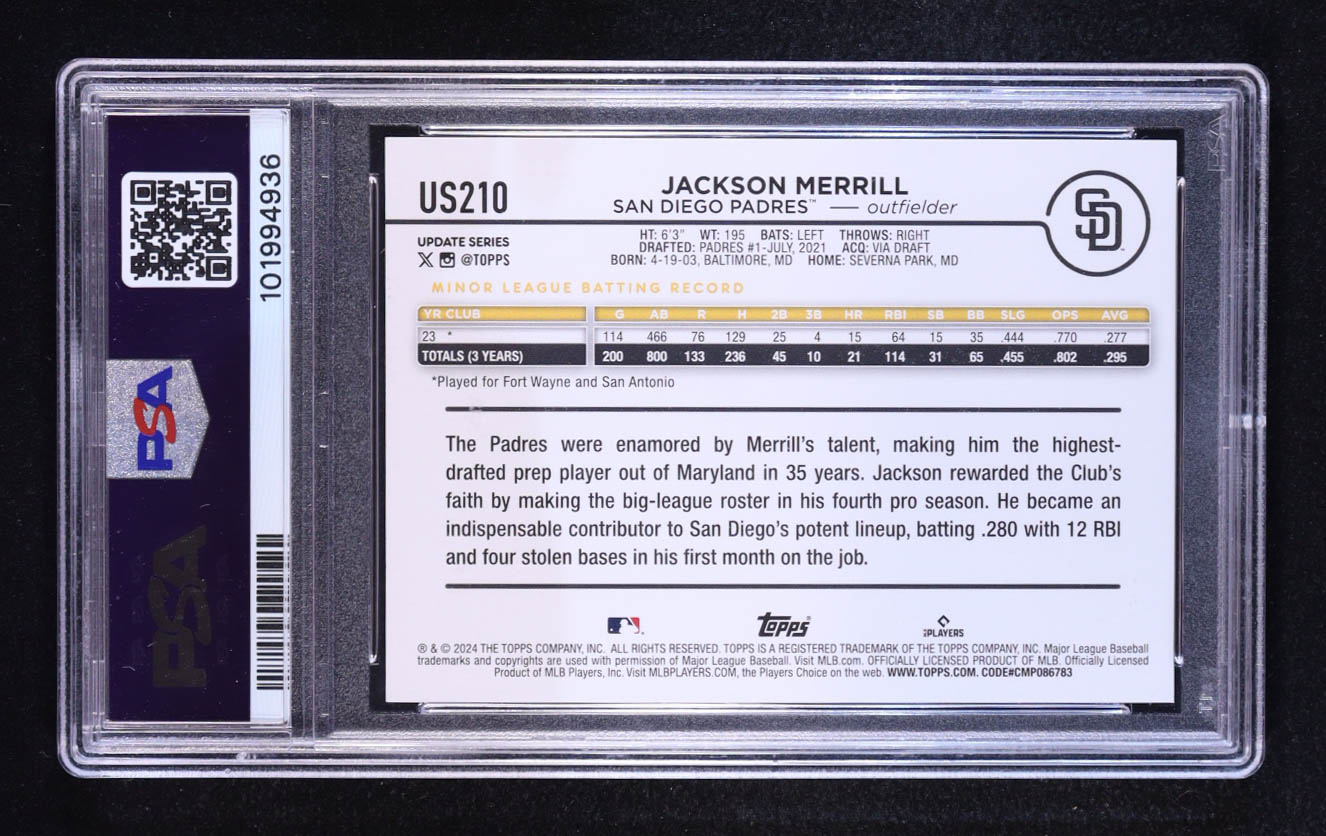 101994936
PSA
PSA
US210
JACKSON MERRILL
SAN DIEGO PADRES™ — outfielder
SD
UPDATE SERIES
@TOPPS
HT: 6'3" WT: 195 BATS: LEFT THROWS: RIGHT
DRAFTED: PADRES #1-JULY, 2021 ACQ: VIA DRAFT
BORN: 4-19-03, BALTIMORE, MD HOME: SEVERNA PARK, MD
MINOR LEAGUE BATTING RECORD
YR CLUB G AB R H 2B 3B HR RBI SB BB SLG OPS AVG
23 * 114 466 76 129 25 4 15 64 15 35 .444 .770 .277
TOTALS (3 YEARS) 200 800 133 236 45 10 21 114 31 65 .455 .802 .295
*Played for Fort Wayne and San Antonio
The Padres were enamored by Merrill's talent, making him the highest-
drafted prep player out of Maryland in 35 years. Jackson rewarded the Club's
faith by making the big-league roster in his fourth pro season. He became an
indispensable contributor to San Diego's potent lineup, batting .280 with 12 RBI
and four stolen bases in his first month on the job.
topps
PLAYERS
® & © 2024 THE TOPPS COMPANY, INC. ALL RIGHTS RESERVED. TOPPS IS A REGISTERED TRADEMARK OF THE TOPPS COMPANY, INC. Major League Baseball
trademarks and copyrights are used with permission of Major League Baseball. Visit MLB.com. OFFICIALLY LICENSED PRODUCT OF MLB. Officially Licensed
Product of MLB Players, Inc. Visit MLBPLAYERS.COM, the Players Choice on the web. WWW.TOPPS.COM. CODE#CMP086783